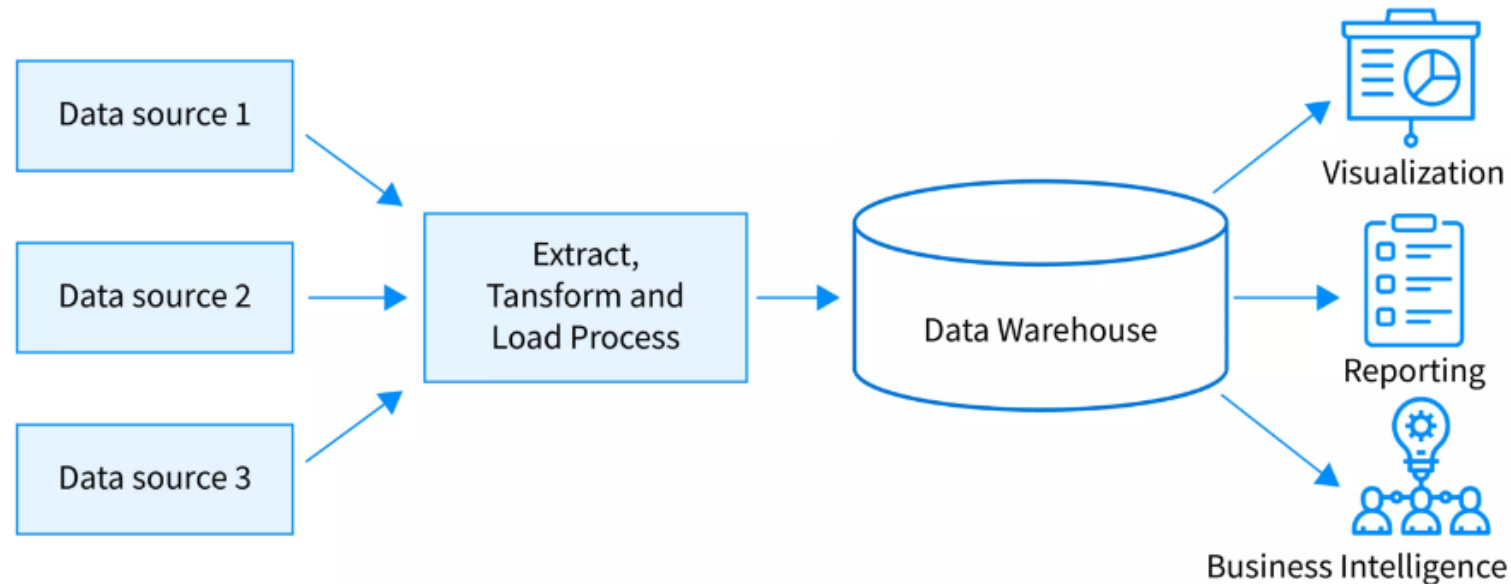 Data source 1
Data source 2
Data source 3
Extract,
Tansform and
Load Process
Data Warehouse
Visualization
Reporting
Business Intelligence